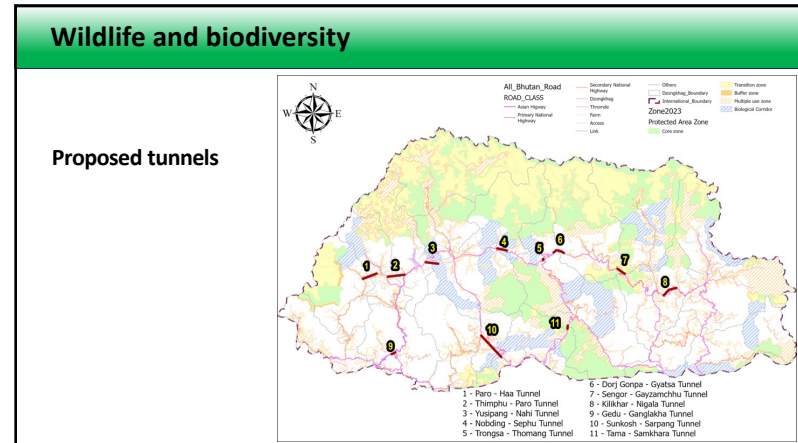 Wildlife and biodiversity
Proposed tunnels
N
W
E
S
All_Bhutan_Road
ROAD_CLASS
Asian Higway
Primary National
Highway
Secondary National
Highway
Dzongkhag
Thromde
Farm
Access
Link
Others
Dzongkhag_Boundary
International_Boundary
Zone2023
Protected Area Zone
Core zone
Transition zone
Buffer zone
Multiple use zone
Biological Corridor
1
2
3
4
5
6
7
8
9
10
11
1 - Paro - Haa Tunnel
2 - Thimphu - Paro Tunnel
3 - Yusipang - Nahi Tunnel
4 - Nobding - Sephu Tunnel
5 - Trongsa - Thomang Tunnel
6 - Dorj Gonpa - Gyatsa Tunnel
7 - Sengor - Gayzamchhu Tunnel
8 - Kilikhar - Nigala Tunnel
9 - Gedu - Ganglakha Tunnel
10 - Sunkosh - Sarpang Tunnel
11 - Tama - Samkhara Tunnel